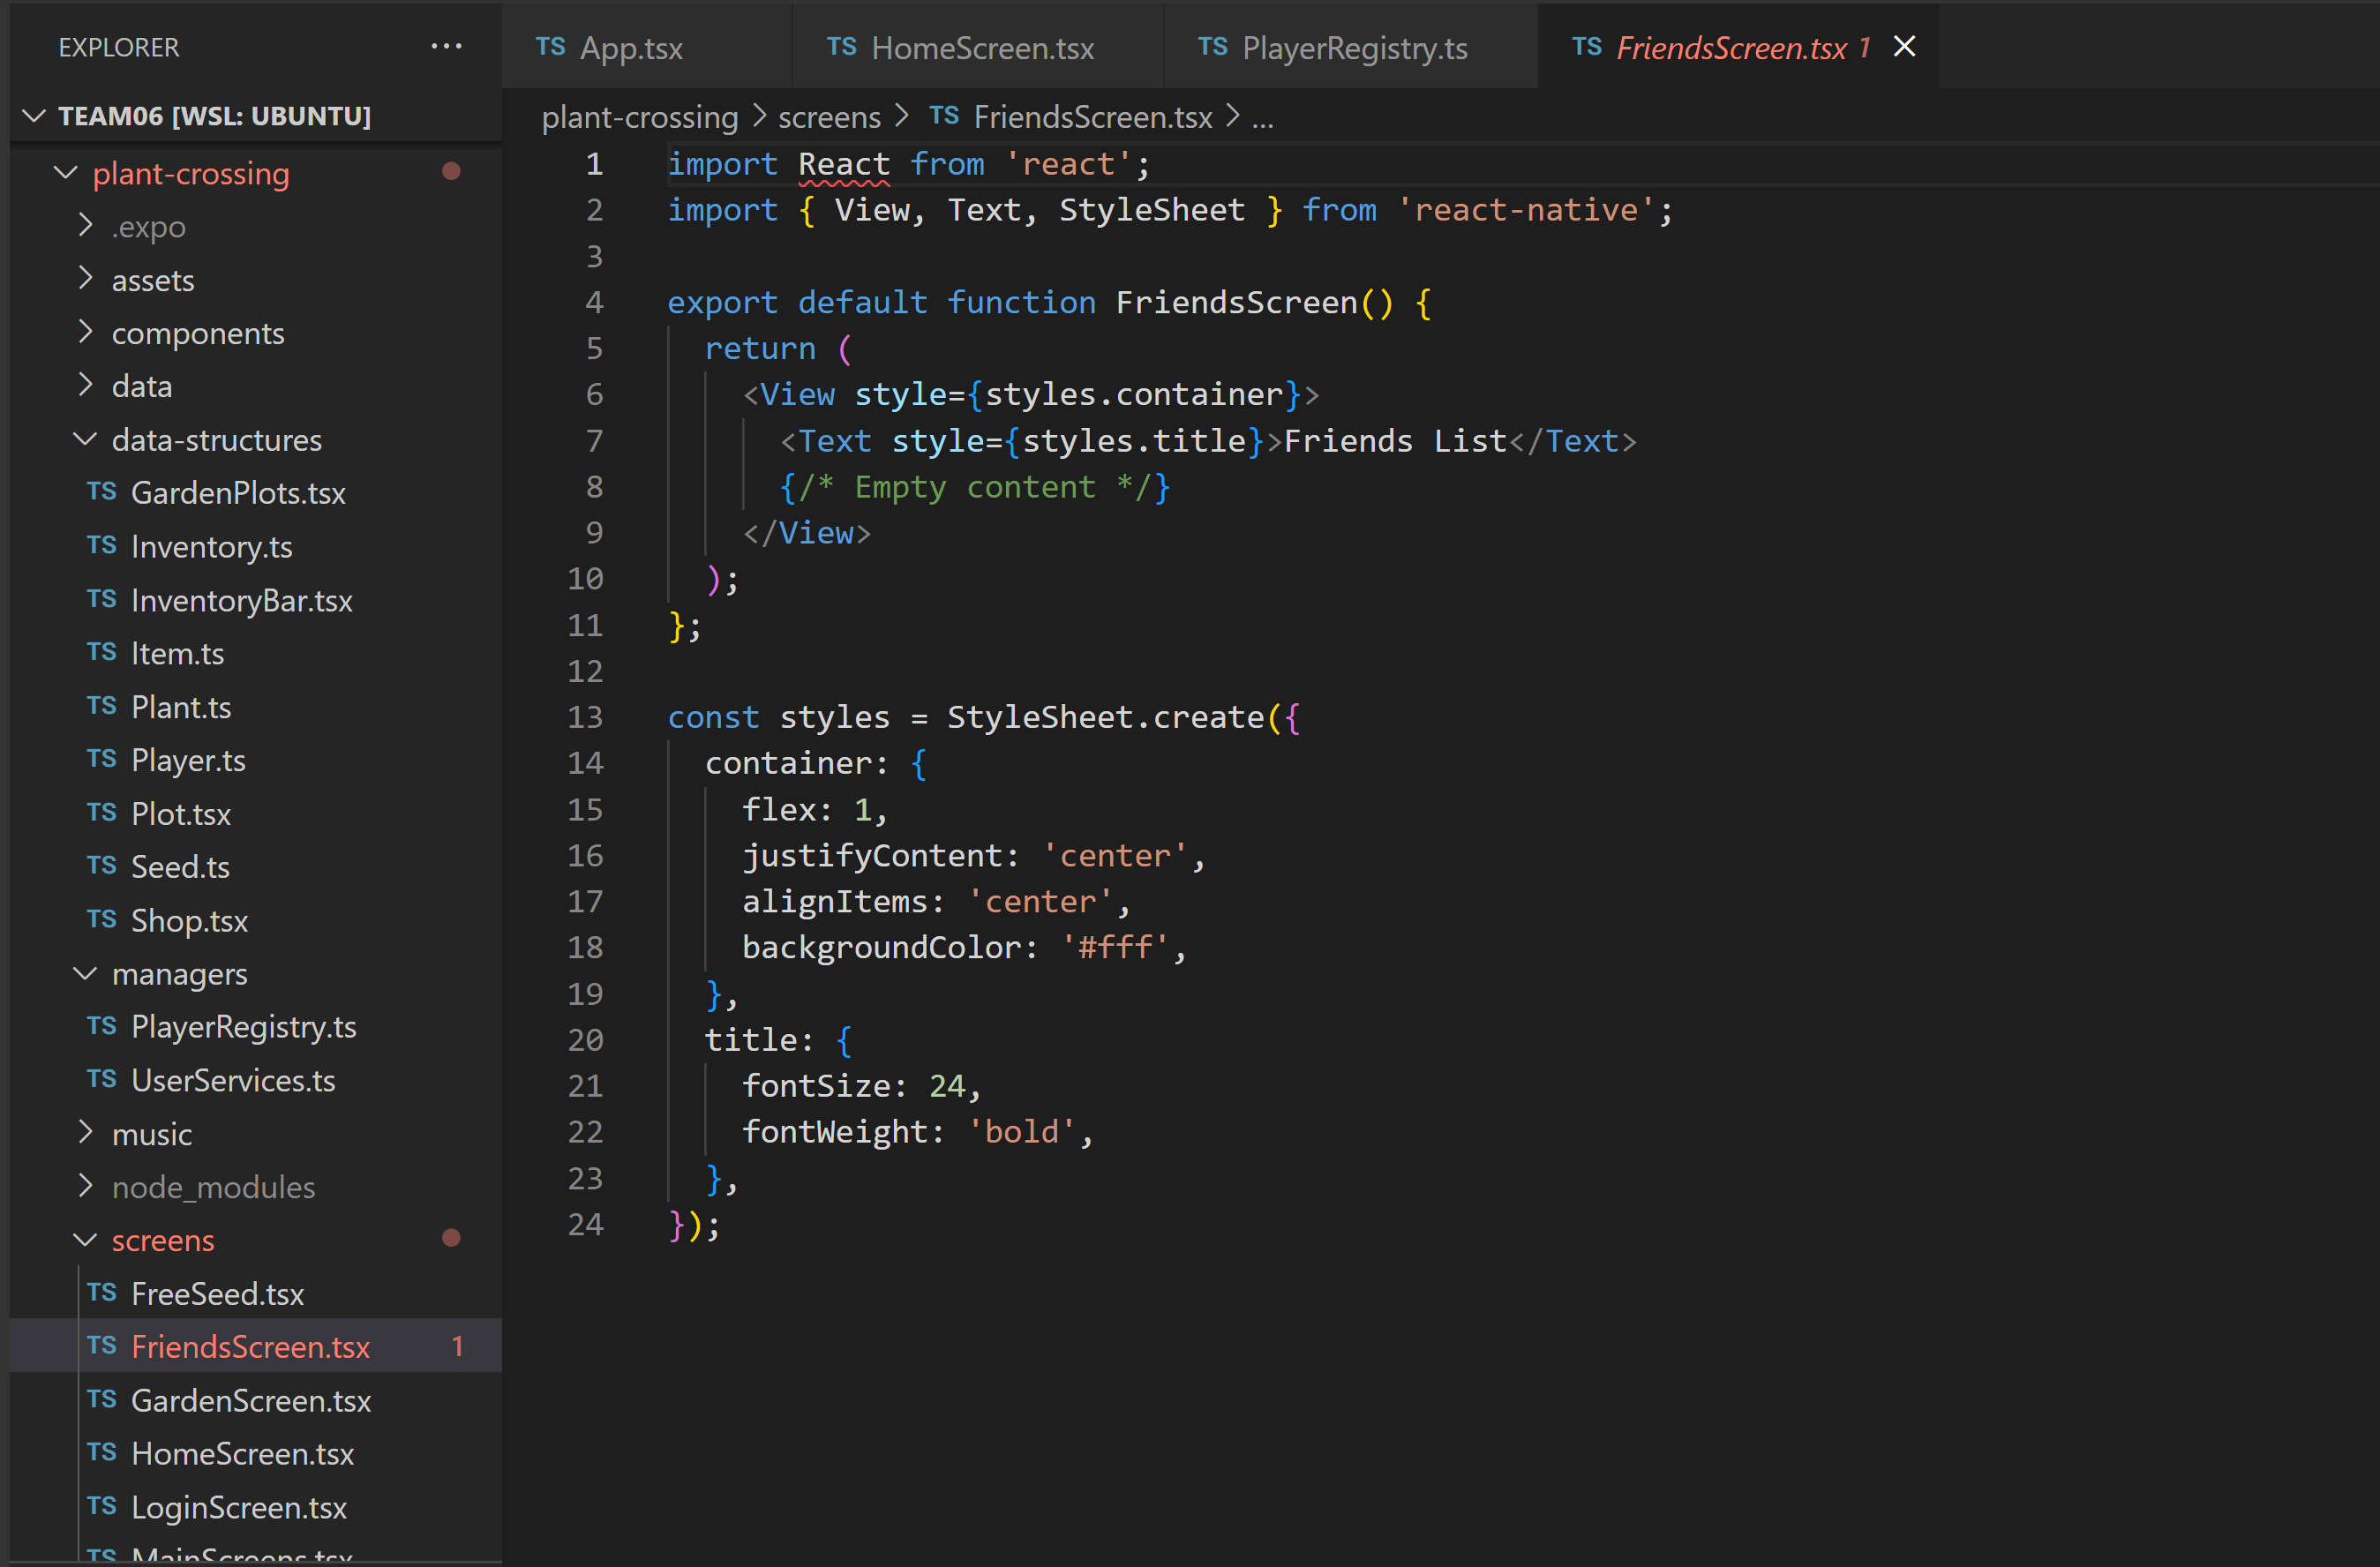 EXPLORER ...
TEAM06 [WSL: UBUNTU]
plant-crossing
.expo
assets
components
data
data-structures
TS GardenPlots.tsx
TS Inventory.ts
TS InventoryBar.tsx
TS Item.ts
TS Plant.ts
TS Player.ts
TS Plot.tsx
TS Seed.ts
TS Shop.tsx
managers
TS PlayerRegistry.ts
TS UserServices.ts
music
node_modules
screens
TS FreeSeed.tsx
TS FriendsScreen.tsx 1
TS GardenScreen.tsx
TS HomeScreen.tsx
TS LoginScreen.tsx
TS MainScreens.tsx
TS App.tsx TS HomeScreen.tsx TS PlayerRegistry.ts TS FriendsScreen.tsx 1
plant-crossing > screens > TS FriendsScreen.tsx > ...
1 import React from 'react';
2 import { View, Text, StyleSheet } from 'react-native';
3
4 export default function FriendsScreen() {
5   return (
6     <View style={styles.container}>
7       <Text style={styles.title}>Friends List</Text>
8       {/* Empty content */}
9     </View>
10   );
11 };
12
13 const styles = StyleSheet.create({
14   container: {
15     flex: 1,
16     justifyContent: 'center',
17     alignItems: 'center',
18     backgroundColor: '#fff',
19   },
20   title: {
21     fontSize: 24,
22     fontWeight: 'bold',
23   },
24 });